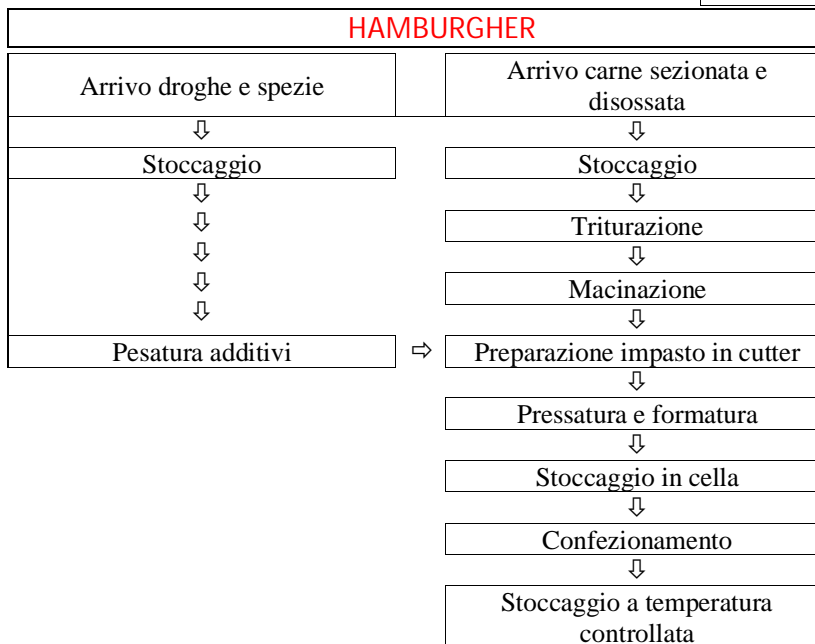 HAMBURGHER
Arrivo droghe e spezie
Arrivo carne sezionata e
disossata
⇩ ⇩
Stoccaggio
Stoccaggio
⇩ ⇩
⇩
Triturazione
⇩ ⇩
⇩
Macinazione
⇩ ⇩
Pesatura additivi
⇨
Preparazione impasto in cutter
⇩
Pressatura e formatura
⇩
Stoccaggio in cella
⇩
Confezionamento
⇩
Stoccaggio a temperatura
controllata